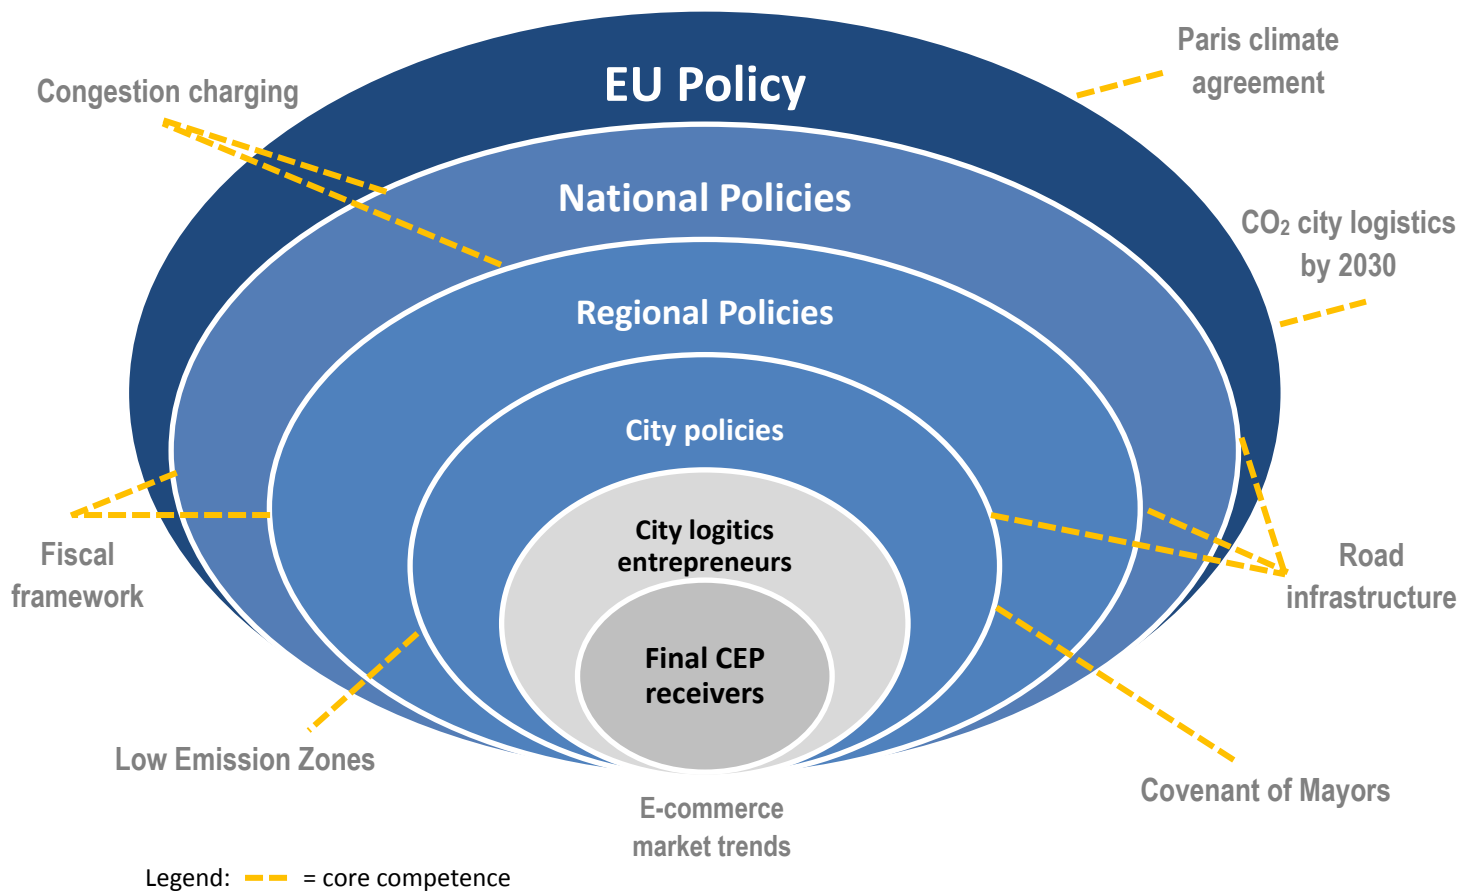 Paris climate
agreement
EU Policy
Congestion charging
National Policies
CO₂ city logistics
by 2030
Regional Policies
City policies
City logitics
entrepreneurs
Fiscal
framework
Road
infrastructure
Final CEP
receivers
Low Emission Zones
Covenant of Mayors
E-commerce
market trends
Legend: = core competence